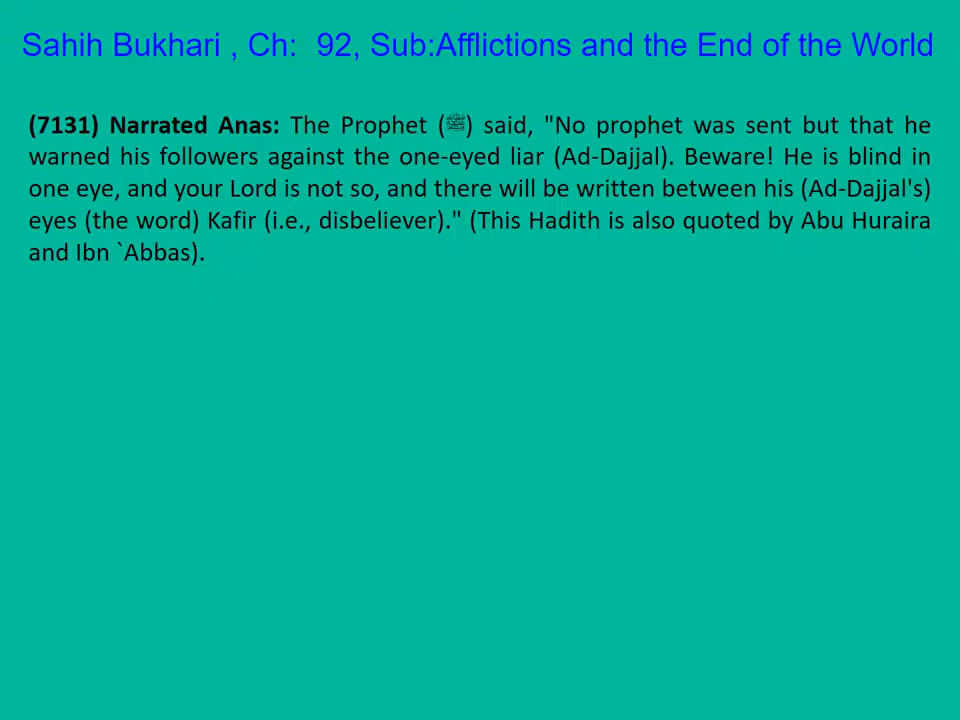 Sahih Bukhari , Ch:  92, Sub:Afflictions and the End of the World
(7131) Narrated Anas: The Prophet (ﷺ) said, "No prophet was sent but that he
warned his followers against the one-eyed liar (Ad-Dajjal). Beware! He is blind in
one eye, and your Lord is not so, and there will be written between his (Ad-Dajjal's)
eyes (the word) Kafir (i.e., disbeliever)." (This Hadith is also quoted by Abu Huraira
and Ibn `Abbas).